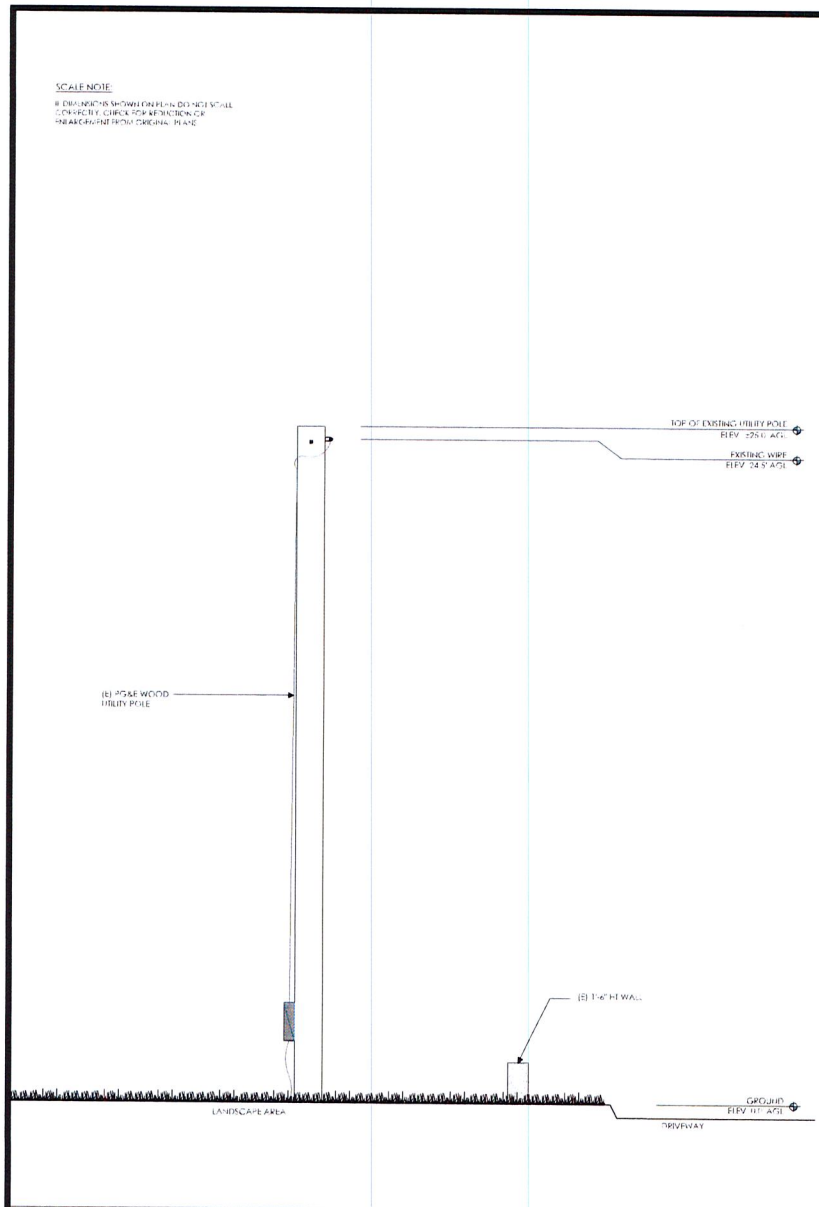 SCALE NOTE:
IF DIMENSIONS SHOWN ON PLAN DO NOT SCALE
CORRECTLY, CHECK FOR REDUCTION OR
ENLARGEMENT FROM ORIGINAL PLANS.
TOP OF EXISTING UTILITY POLE
ELEV. ±26.0' AGL
EXISTING WIRE
ELEV. 24.5' AGL
(E) PG&E WOOD
UTILITY POLE
(E) 1'-6" HT WALL
LANDSCAPE AREA
GROUND
ELEV. 0.0' AGL
DRIVEWAY